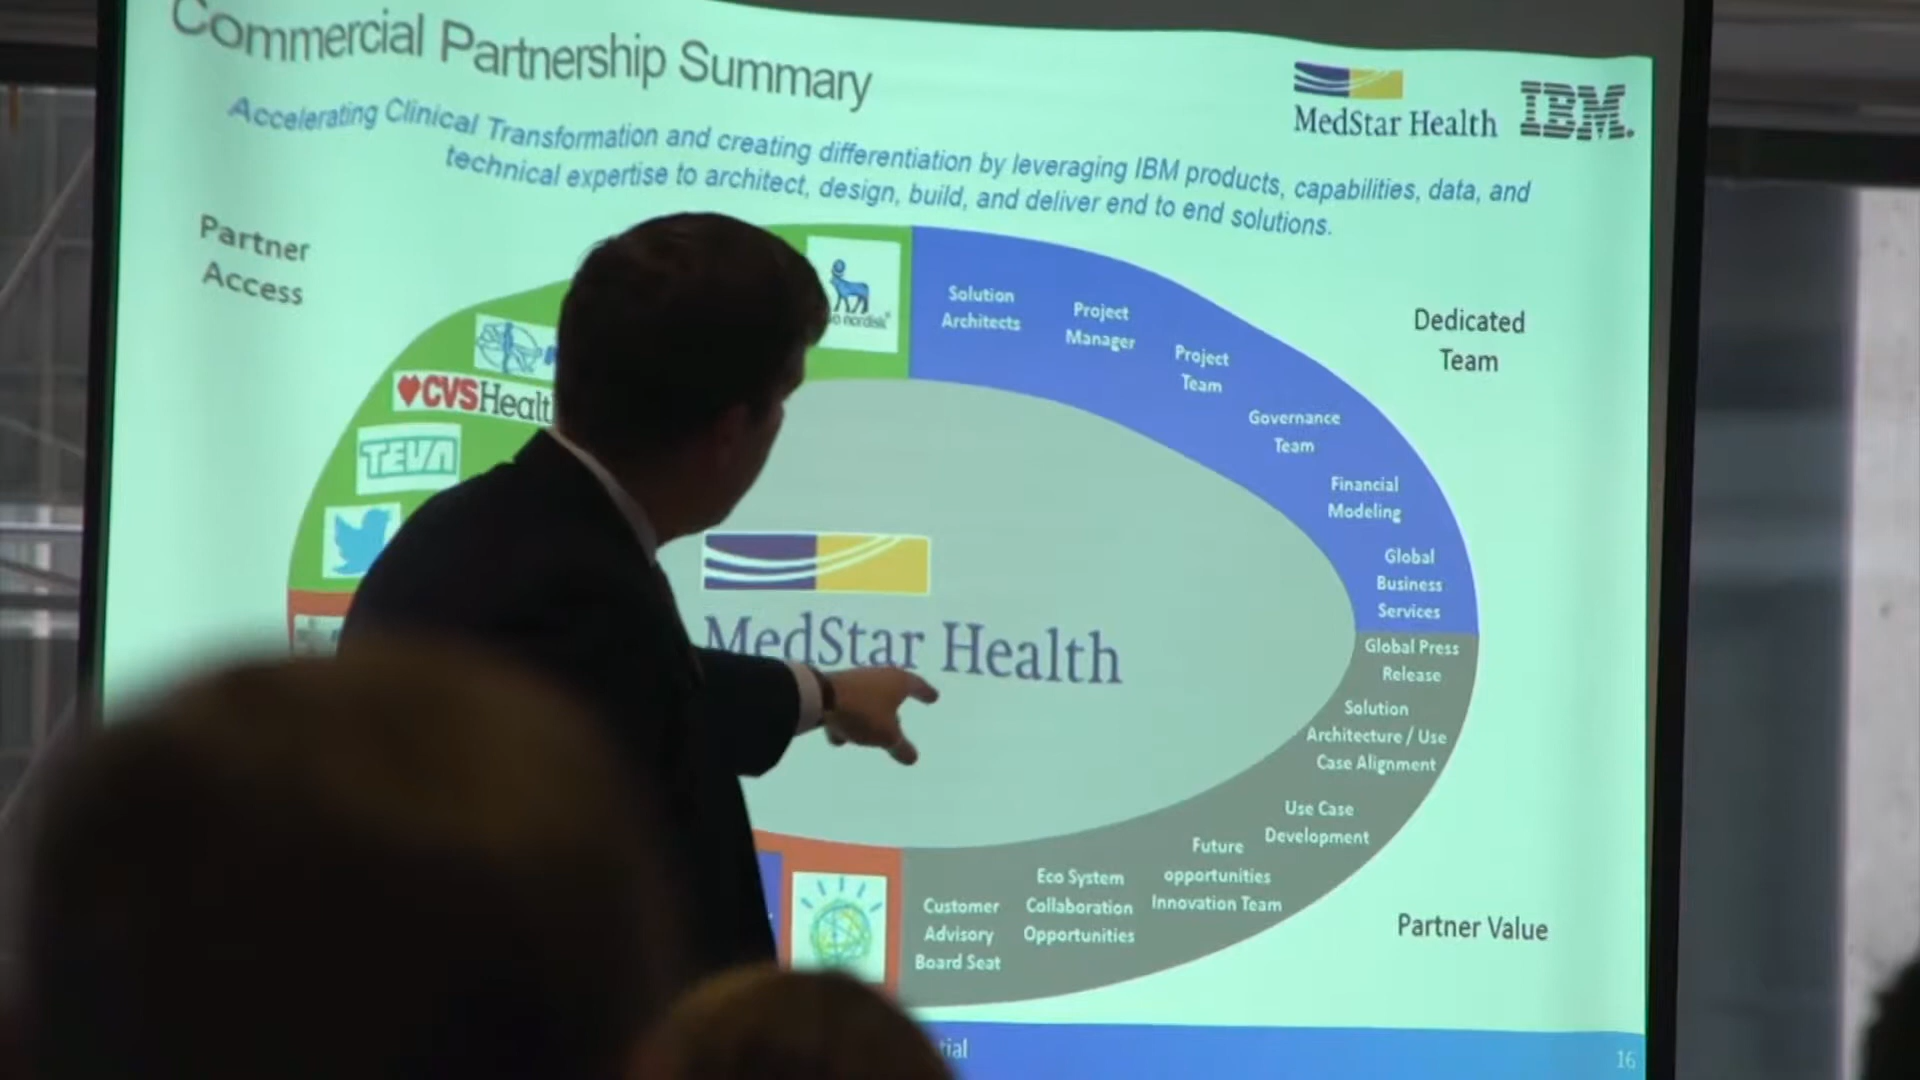 Commercial Partnership Summary
MedStar Health
IBM.
Accelerating Clinical Transformation and creating differentiation by leveraging IBM products, capabilities, data, and
technical expertise to architect, design, build, and deliver end to end solutions.
Partner
Access
Dedicated
Team
nordisk®
CVSHealt
TEVA
Solution
Architects
Project
Manager
Project
Team
Governance
Team
Financial
Modeling
Global
Business
Services
MedStar Health
Global Press
Release
Solution
Architecture / Use
Case Alignment
Use Case
Development
Future
opportunities
Innovation Team
Eco System
Collaboration
Opportunities
Customer
Advisory
Board Seat
Partner Value
tial
16